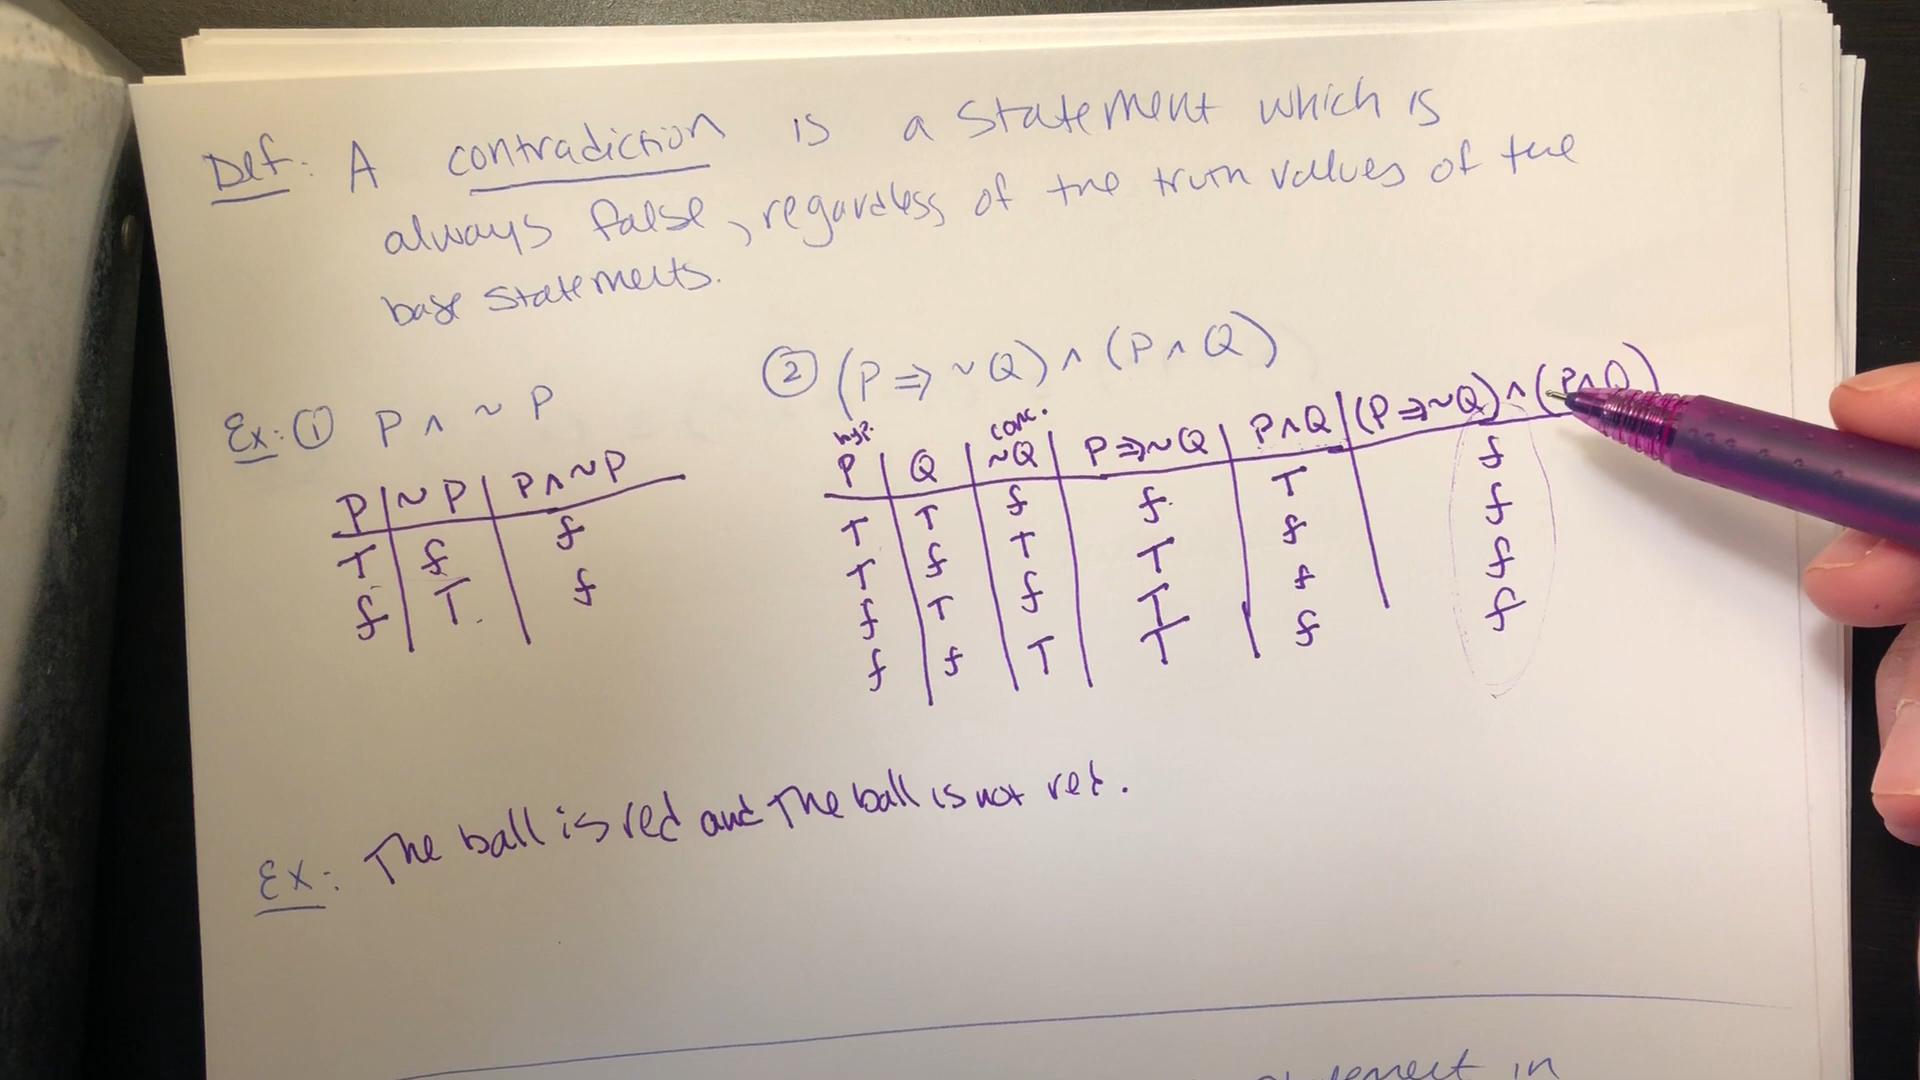 Def: A contradiction is a statement which is
always false, regardless of the truth values of the
base statements.
Ex: ① P ∧ ~P
P | ~P | P ∧ ~P
T | f | f
f | T | f
② (P ⇒ ~Q) ∧ (P ∧ Q)
hyp. conc.
P | Q | ~Q | P ⇒ ~Q | P ∧ Q | (P ⇒ ~Q) ∧ (P ∧ Q)
T | T | f | f | T | f
T | f | T | T | f | f
f | T | f | T | f | f
f | f | T | T | f | f
Ex: The ball is red and The ball is not red.
in